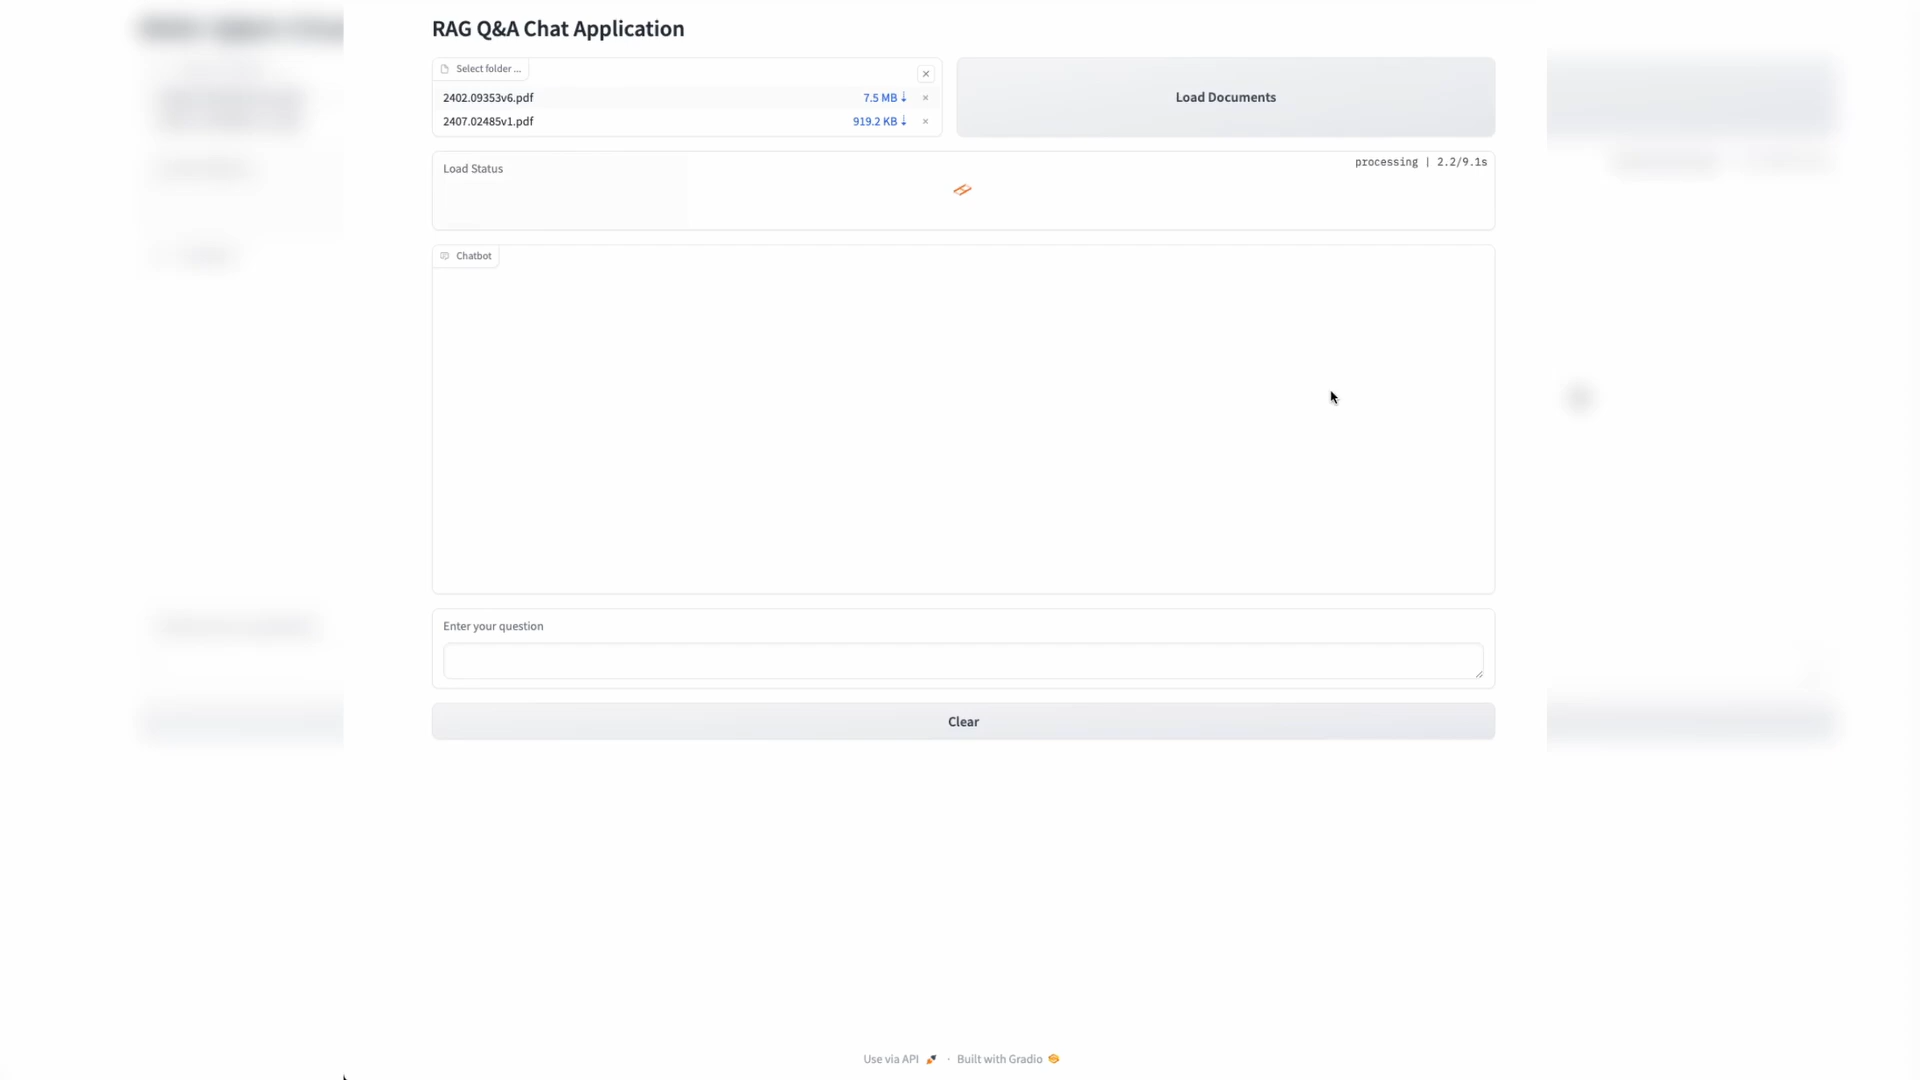 RAG Q&A Chat Application
Select folder ...
2402.09353v6.pdf 7.5 MB ↓ ×
2407.02485v1.pdf 919.2 KB ↓ ×
Load Documents
Load Status
processing | 2.2/9.1s
Chatbot
Enter your question
Clear
Use via API · Built with Gradio